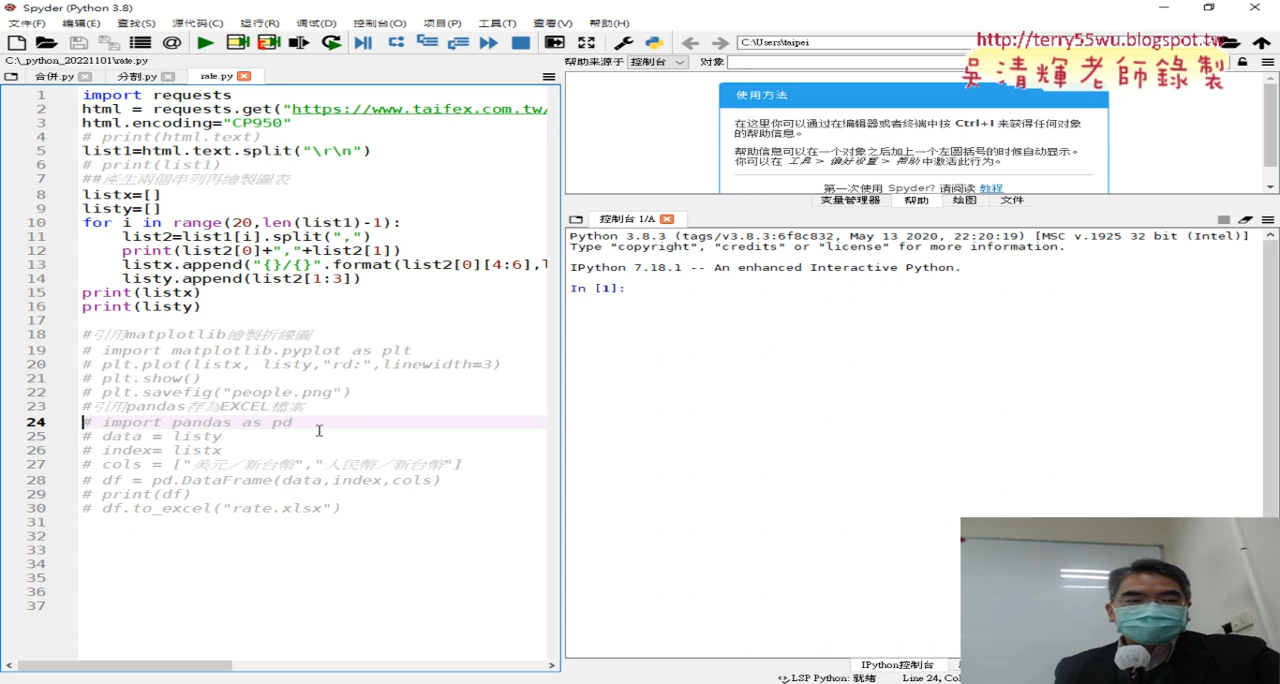 Spyder (Python 3.8)
文件(F) 编辑(E) 查找(S) 源代码(C) 运行(R) 调试(D) 控制台(O) 项目(P) 工具(T) 查看(V) 帮助(H)
C:\Users\taipei
http://terry55wu.blogspot.tw
吳清輝老師錄製
C:\_python_20221101\rate.py
合併.py 分割.py rate.py
帮助来源于 控制台 对象
1 import requests
2 html = requests.get("https://www.taifex.com.tw/
3 html.encoding="CP950"
4 # print(html.text)
5 list1=html.text.split("\r\n")
6 # print(list1)
7 ##產生兩個串列再繪製圖表
8 listx=[]
9 listy=[]
10 for i in range(20,len(list1)-1):
11 list2=list1[i].split(",")
12 print(list2[0]+","+list2[1])
13 listx.append("{}/{}".format(list2[0][4:6],l
14 listy.append(list2[1:3])
15 print(listx)
16 print(listy)
17
18 #引用matplotlib繪製折線圖
19 # import matplotlib.pyplot as plt
20 # plt.plot(listx, listy,"rd:",linewidth=3)
21 # plt.show()
22 # plt.savefig("people.png")
23 #引用pandas存為EXCEL檔案
24 # import pandas as pd
25 # data = listy
26 # index= listx
27 # cols = ["美元／新台幣","人民幣／新台幣"]
28 # df = pd.DataFrame(data,index,cols)
29 # print(df)
30 # df.to_excel("rate.xlsx")
31
32
33
34
35
36
37
使用方法
在这里你可以通过在编辑器或者终端中按 Ctrl+I 来获得任何对象
的帮助信息。
帮助信息可以在一个对象之后加上一个左圆括号的时候自动显示。
你可以在 工具 > 偏好设置 > 帮助 中激活此行为。
第一次使用 Spyder? 请阅读 教程
变量管理器 帮助 绘图 文件
控制台 1/A
Python 3.8.3 (tags/v3.8.3:6f8c832, May 13 2020, 22:20:19) [MSC v.1925 32 bit (Intel)]
Type "copyright", "credits" or "license" for more information.
IPython 7.18.1 -- An enhanced Interactive Python.
In [1]:
IPython控制台
LSP Python: 就绪 Line 24, Co